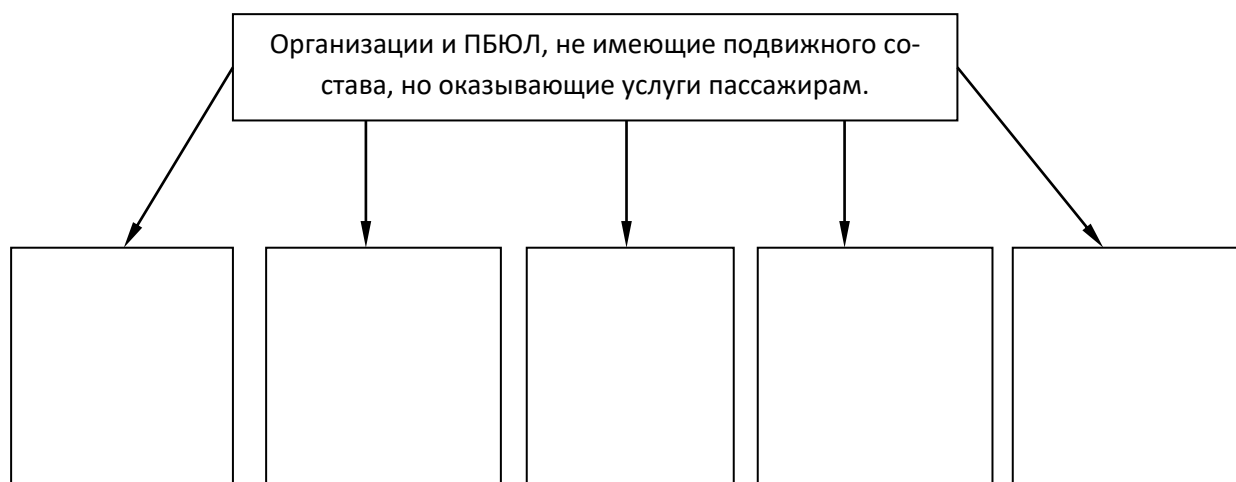 Организации и ПБЮЛ, не имеющие подвижного со-
става, но оказывающие услуги пассажирам.